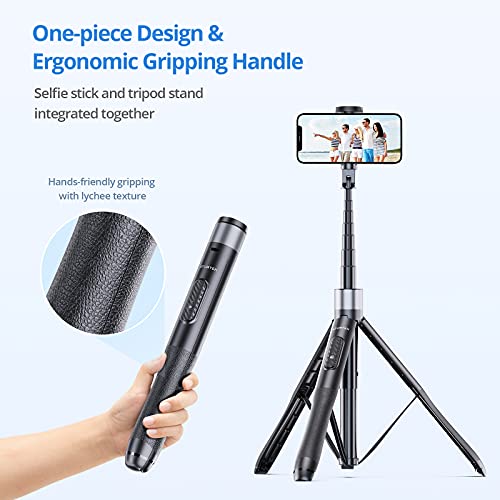 One-piece Design &
Ergonomic Gripping Handle
Selfie stick and tripod stand
integrated together
Hands-friendly gripping
with lychee texture